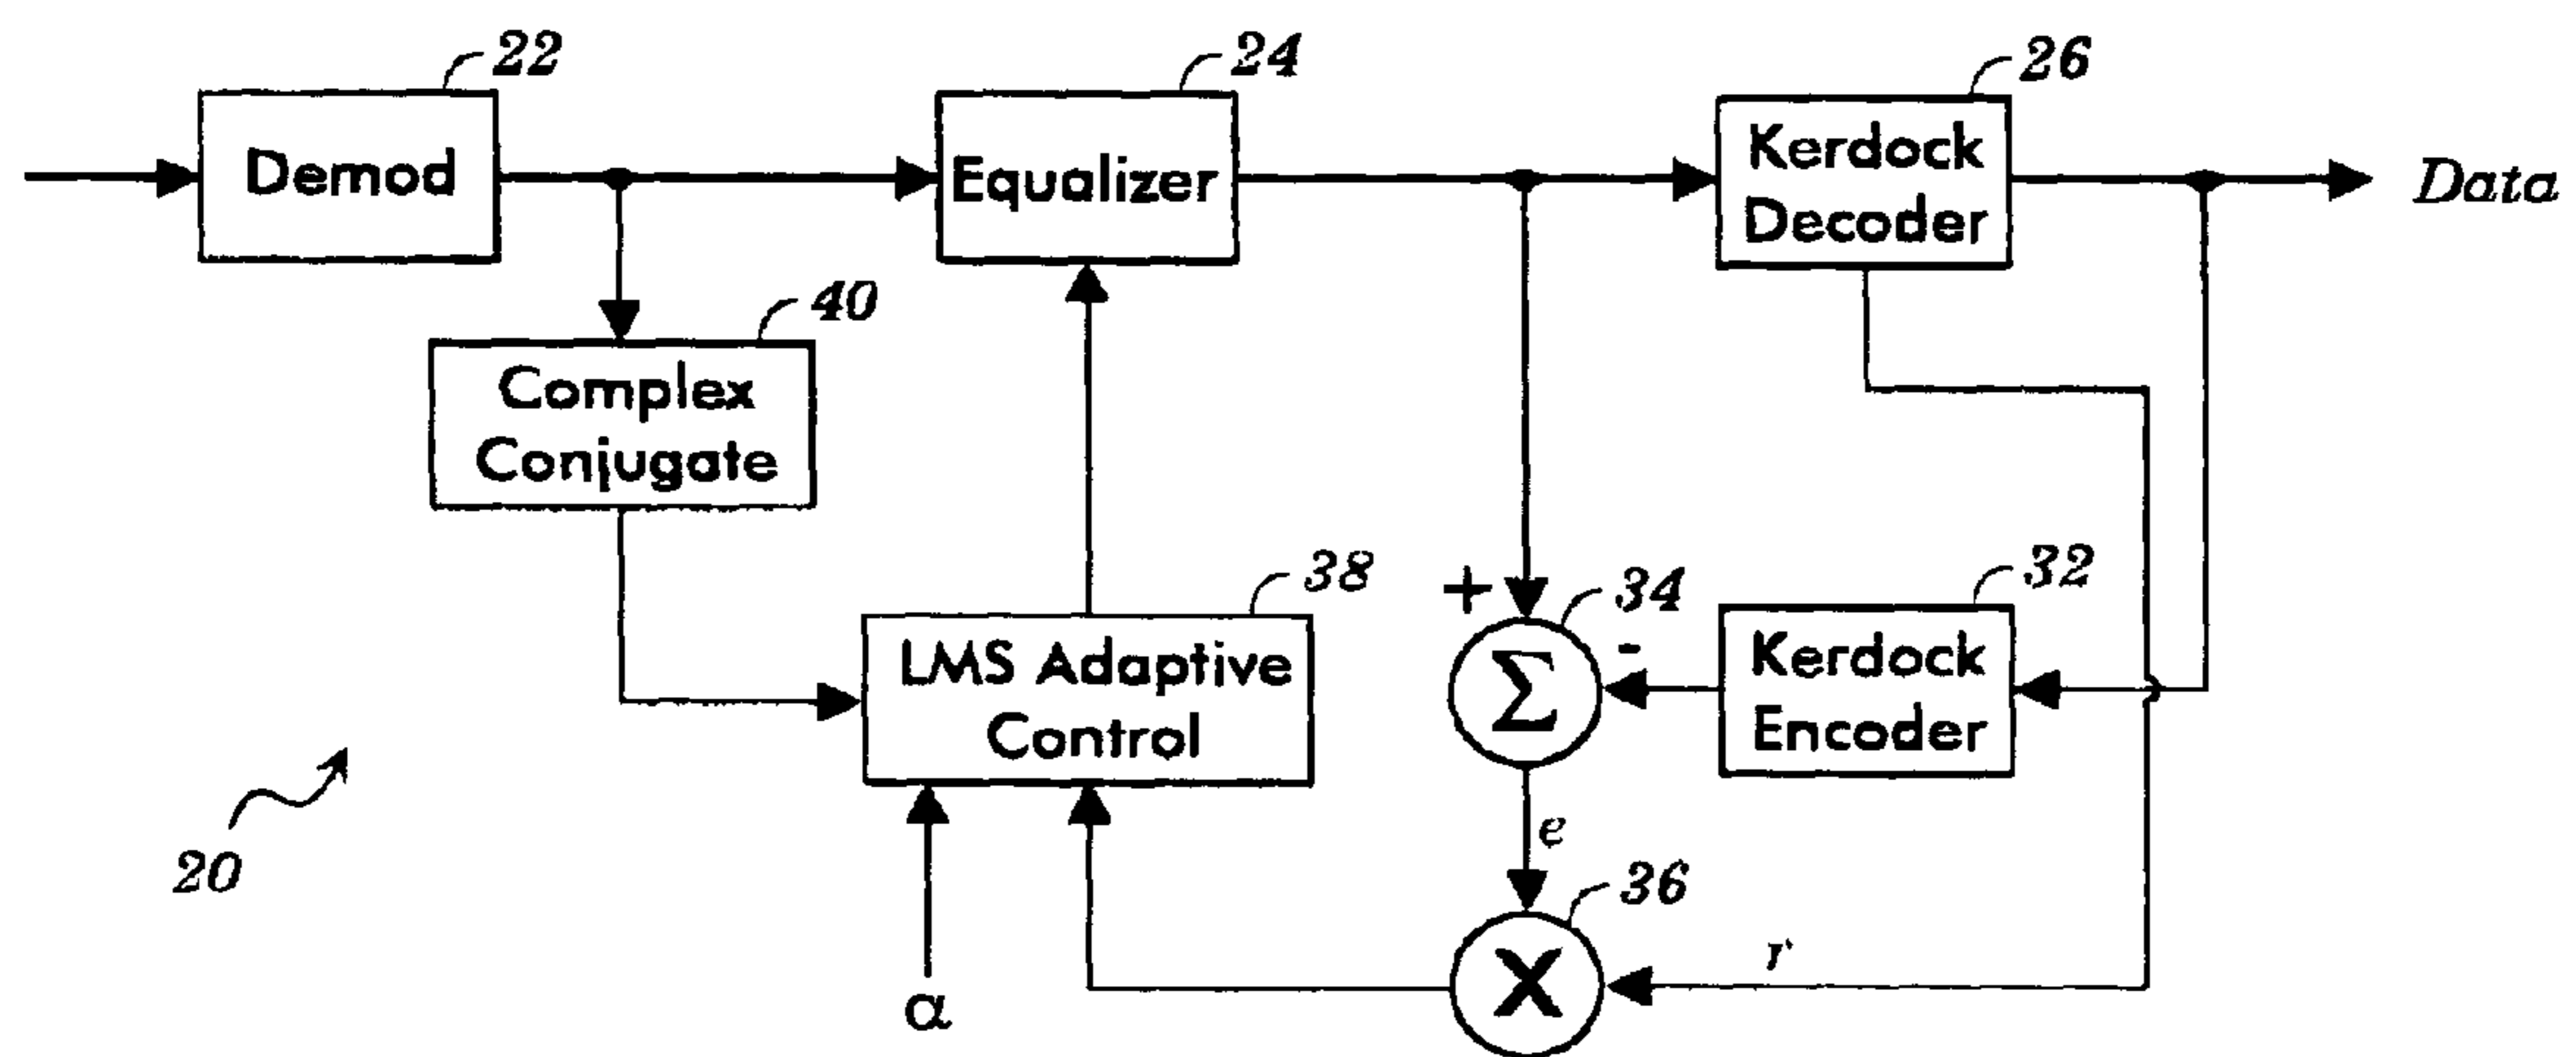 22
24
26
Demod
Equalizer
Kerdock
Decoder
Data
40
Complex
Conjugate
38
LMS Adaptive
Control
+
34
-
Σ
32
Kerdock
Encoder
20
e
36
α
X
r